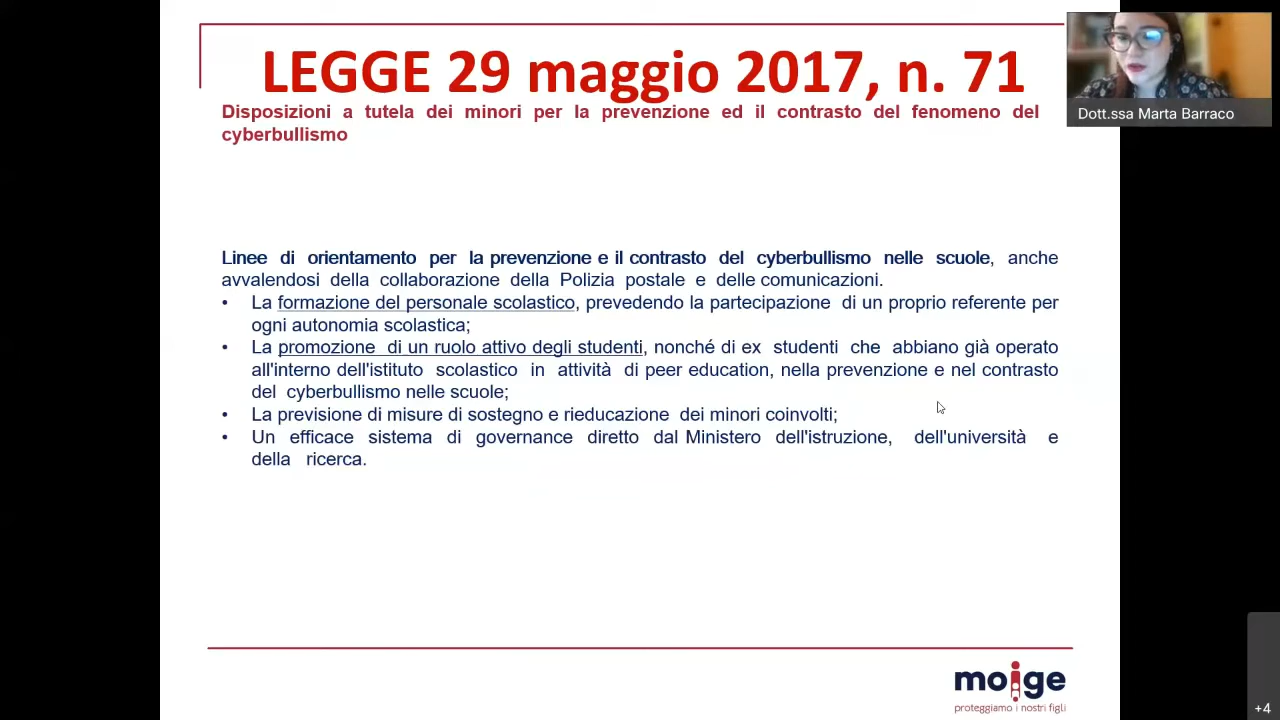 LEGGE 29 maggio 2017, n. 71
Disposizioni a tutela dei minori per la prevenzione ed il contrasto del fenomeno del
cyberbullismo
Dott.ssa Marta Barraco
Linee di orientamento per la prevenzione e il contrasto del cyberbullismo nelle scuole, anche
avvalendosi della collaborazione della Polizia postale e delle comunicazioni.
• La formazione del personale scolastico, prevedendo la partecipazione di un proprio referente per
ogni autonomia scolastica;
• La promozione di un ruolo attivo degli studenti, nonché di ex studenti che abbiano già operato
all'interno dell'istituto scolastico in attività di peer education, nella prevenzione e nel contrasto
del cyberbullismo nelle scuole;
• La previsione di misure di sostegno e rieducazione dei minori coinvolti;
• Un efficace sistema di governance diretto dal Ministero dell'istruzione, dell'università e
della ricerca.
moige
proteggiamo i nostri figli
+4